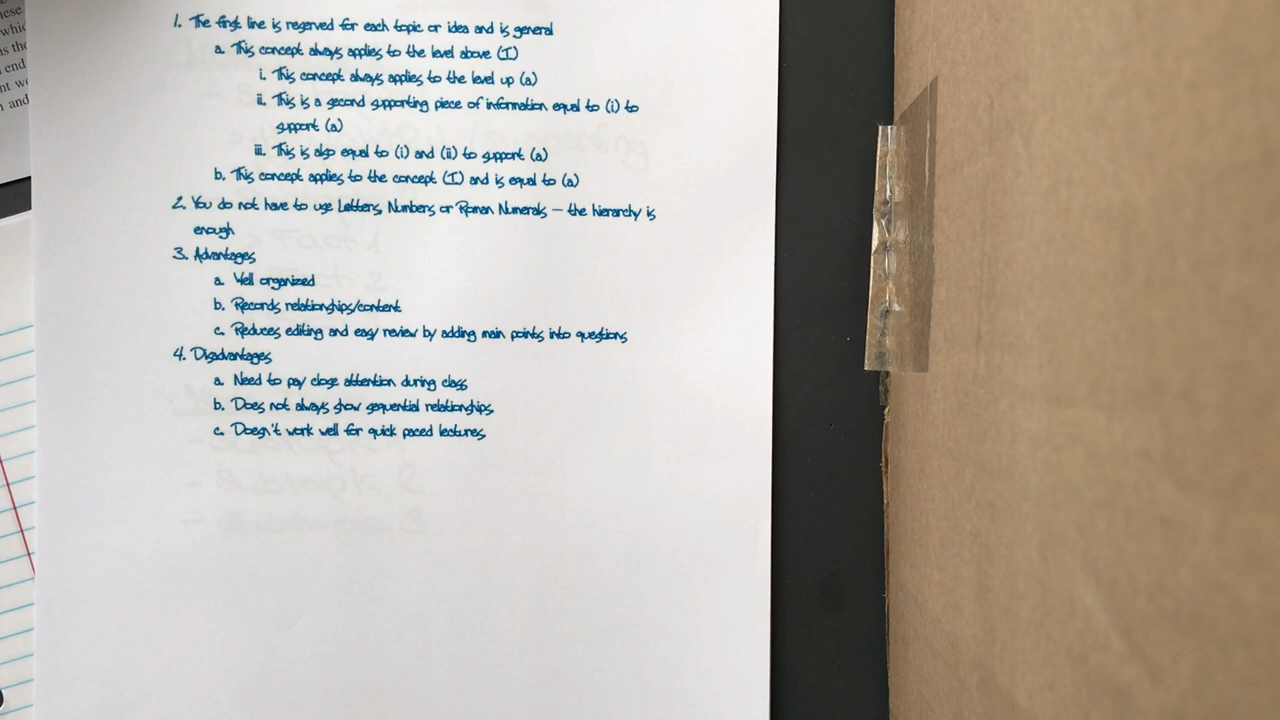 1. The first line is reserved for each topic or idea and is general
a. This concept always applies to the level above (I)
i. This concept always applies to the level up (a)
ii. This is a second supporting piece of information equal to (i) to
support (a)
iii. This is also equal to (i) and (ii) to support (a)
b. This concept applies to the concept (I) and is equal to (a)
2. You do not have to use Letters, Numbers or Roman Numerals – the hierarchy is
enough
3. Advantages
a. Well organized
b. Records relationships/content
c. Reduces editing and easy review by adding main points into questions
4. Disadvantages
a. Need to pay close attention during class
b. Does not always show sequential relationships
c. Doesn't work well for quick paced lectures